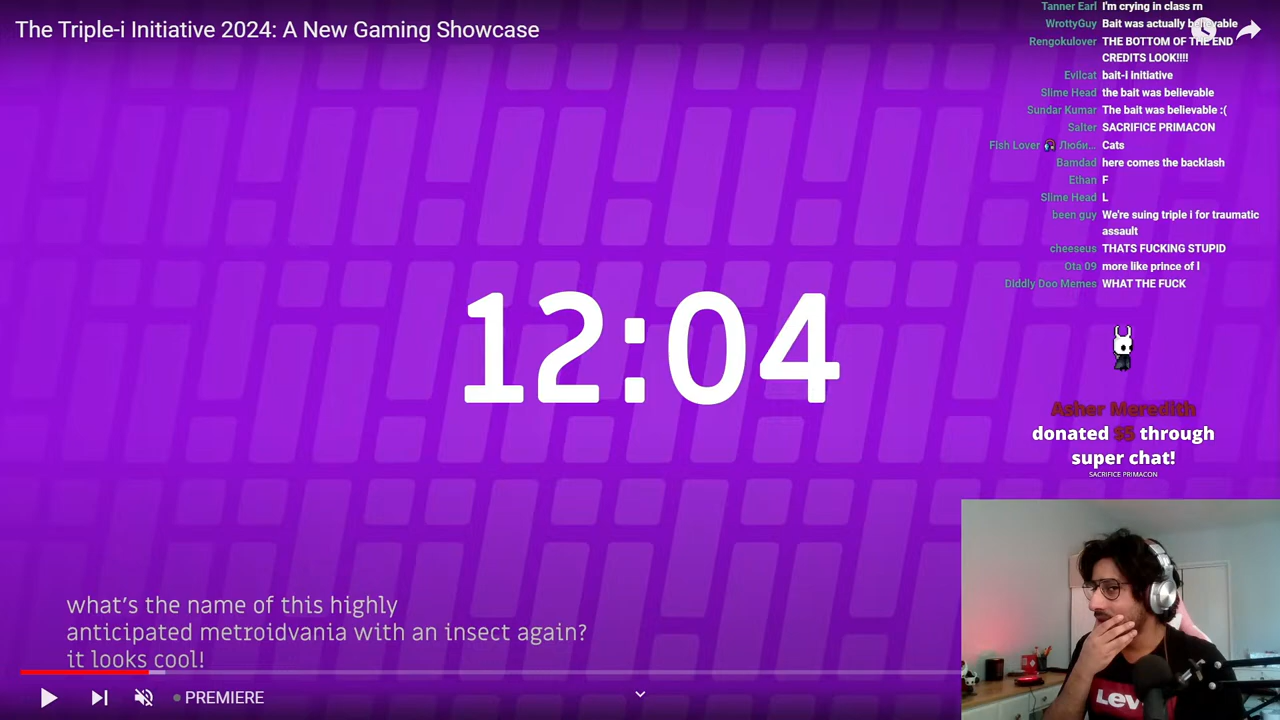 The Triple-i Initiative 2024: A New Gaming Showcase
Tanner Earl I'm crying in class rn
WrottyGuy Bait was actually believable
Rengokulover THE BOTTOM OF THE END
CREDITS LOOK!!!!
Evilcat bait-i initiative
Slime Head the bait was believable
Sundar Kumar The bait was believable :(
Salter SACRIFICE PRIMACON
Fish Lover 🎧 Люби... Cats
Bamdad here comes the backlash
Ethan F
Slime Head L
been guy We're suing triple i for traumatic
assault
cheeseus THATS FUCKING STUPID
Ota 09 more like prince of l
Diddly Doo Memes WHAT THE FUCK
12:04
Asher Meredith
donated $5 through
super chat!
SACRIFICE PRIMACON
what's the name of this highly
anticipated metroidvania with an insect again?
it looks cool!
PREMIERE
LEV